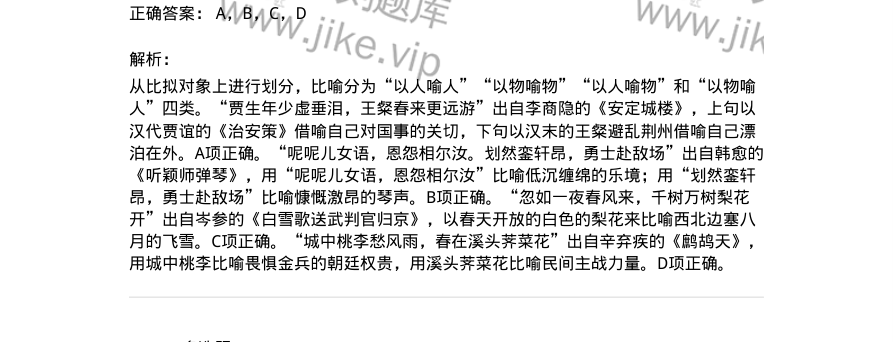 正确答案： A，B，C，D
题库
www.jike.vip
www.jike.vip
解析：
从比拟对象上进行划分，比喻分为“以人喻人”“以物喻物”“以人喻物”和“以物喻
人”四类。“贾生年少虚垂泪，王粲春来更远游”出自李商隐的《安定城楼》，上句以
汉代贾谊的《治安策》借喻自己对国事的关切，下句以汉末的王粲避乱荆州借喻自己漂
泊在外。A项正确。“呢呢儿女语，恩怨相尔汝。划然銮轩昂，勇士赴敌场”出自韩愈的
《听颖师弹琴》，用“呢呢儿女语，恩怨相尔汝”比喻低沉缠绵的乐境；用“划然銮轩
昂，勇士赴敌场”比喻慷慨激昂的琴声。B项正确。“忽如一夜春风来，千树万树梨花
开”出自岑参的《白雪歌送武判官归京》，以春天开放的白色的梨花来比喻西北边塞八
月的飞雪。C项正确。“城中桃李愁风雨，春在溪头荠菜花”出自辛弃疾的《鹧鸪天》，
用城中桃李比喻畏惧金兵的朝廷权贵，用溪头荠菜花比喻民间主战力量。D项正确。